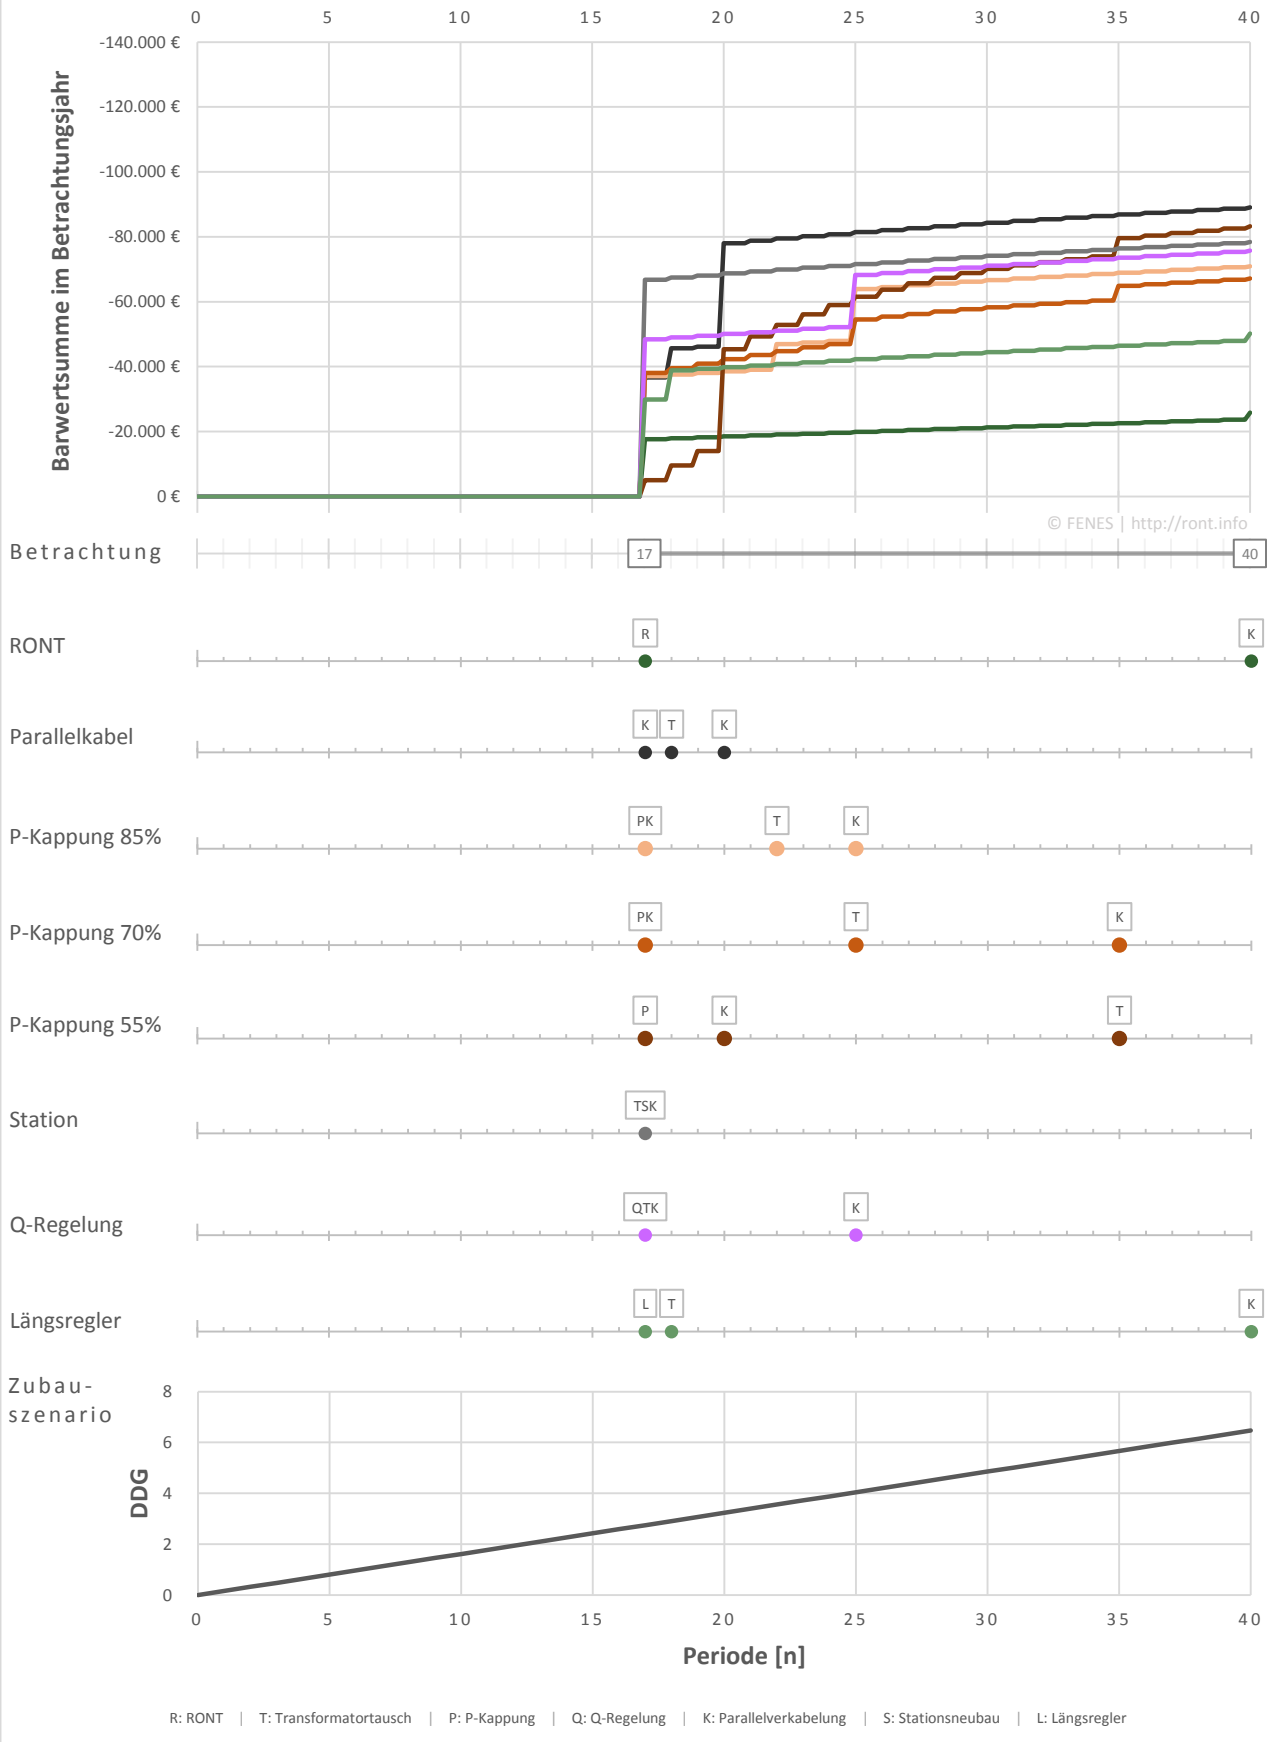 0 5 10 15 20 25 30 35 40
-140.000 €
-120.000 €
-100.000 €
-80.000 €
-60.000 €
-40.000 €
-20.000 €
0 €
Barwertsumme im Betrachtungsjahr
© FENES | http://ront.info
Betrachtung 17 40
R K
RONT
K T K
Parallelkabel
PK T K
P-Kappung 85%
PK T K
P-Kappung 70%
P K T
P-Kappung 55%
TSK
Station
QTK K
Q-Regelung
L T K
Längsregler
Zubau-
szenario
DDG
8
6
4
2
0
0 5 10 15 20 25 30 35 40
Periode [n]
R: RONT | T: Transformatortausch | P: P-Kappung | Q: Q-Regelung | K: Parallelverkabelung | S: Stationsneubau | L: Längsregler